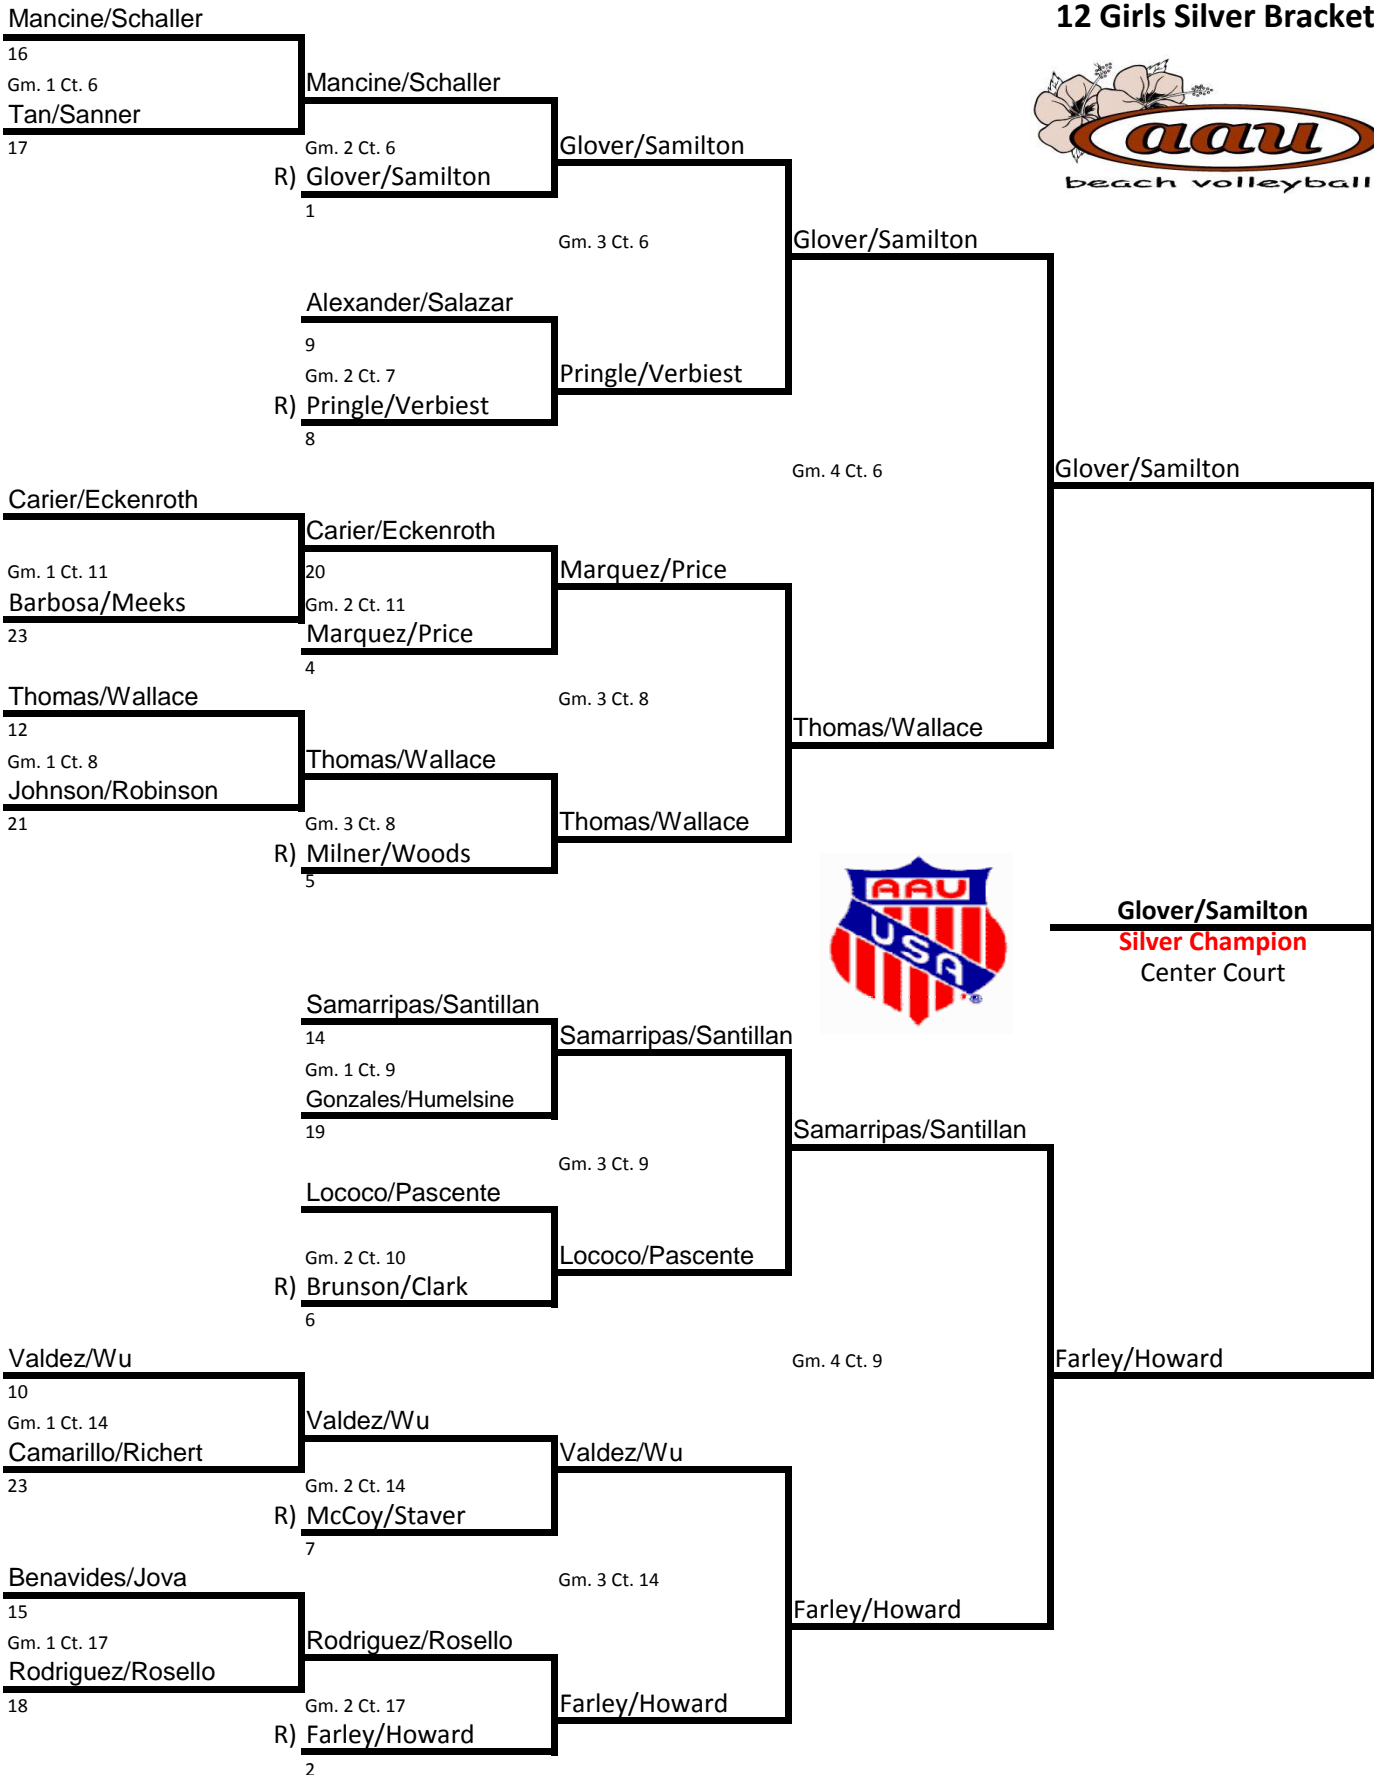 12 Girls Silver Bracket
aau
beach volleyball
Mancine/Schaller
16
Gm. 1 Ct. 6
Tan/Sanner
17
Mancine/Schaller
Gm. 2 Ct. 6
R) Glover/Samilton
1
Glover/Samilton
Gm. 3 Ct. 6
Glover/Samilton
Alexander/Salazar
9
Gm. 2 Ct. 7
R) Pringle/Verbiest
8
Pringle/Verbiest
Gm. 4 Ct. 6
Glover/Samilton
Carier/Eckenroth
Gm. 1 Ct. 11
Barbosa/Meeks
23
Carier/Eckenroth
20
Gm. 2 Ct. 11
Marquez/Price
4
Marquez/Price
Gm. 3 Ct. 8
Thomas/Wallace
Thomas/Wallace
12
Gm. 1 Ct. 8
Johnson/Robinson
21
Thomas/Wallace
Gm. 3 Ct. 8
R) Milner/Woods
5
Thomas/Wallace
AAU
USA
®
Glover/Samilton
Silver Champion
Center Court
Samarripas/Santillan
14
Gm. 1 Ct. 9
Gonzales/Humelsine
19
Samarripas/Santillan
Gm. 3 Ct. 9
Samarripas/Santillan
Lococo/Pascente
Gm. 2 Ct. 10
R) Brunson/Clark
6
Lococo/Pascente
Gm. 4 Ct. 9
Farley/Howard
Valdez/Wu
10
Gm. 1 Ct. 14
Camarillo/Richert
23
Valdez/Wu
Gm. 2 Ct. 14
R) McCoy/Staver
7
Valdez/Wu
Gm. 3 Ct. 14
Farley/Howard
Benavides/Jova
15
Gm. 1 Ct. 17
Rodriguez/Rosello
18
Rodriguez/Rosello
Gm. 2 Ct. 17
R) Farley/Howard
2
Farley/Howard